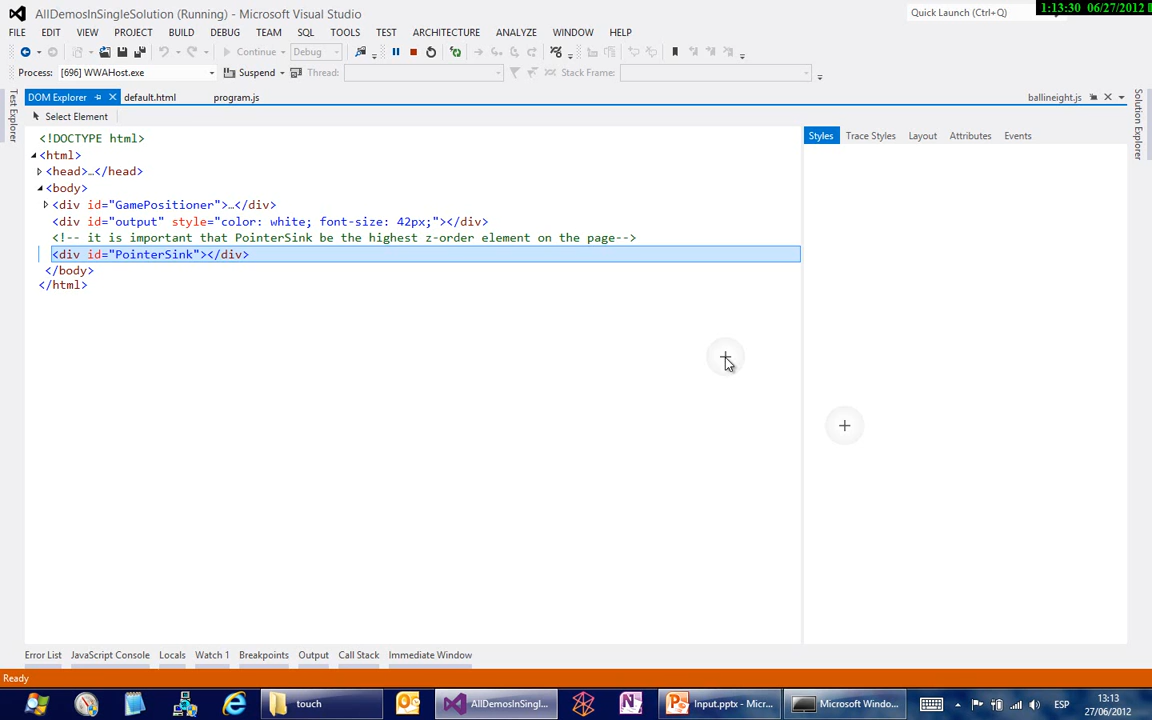 AllDemosInSingleSolution (Running) - Microsoft Visual Studio
Quick Launch (Ctrl+Q)
1:13:30 06/27/2012
FILE EDIT VIEW PROJECT BUILD DEBUG TEAM SQL TOOLS TEST ARCHITECTURE ANALYZE WINDOW HELP
Continue Debug
Process: [696] WWAHost.exe Suspend Thread: Stack Frame:
DOM Explorer default.html program.js ballineight.js
Test Explorer
Solution Explorer
Select Element
Styles Trace Styles Layout Attributes Events
<!DOCTYPE html>
<html>
<head>…</head>
<body>
<div id="GamePositioner">…</div>
<div id="output" style="color: white; font-size: 42px;"></div>
<!-- it is important that PointerSink be the highest z-order element on the page-->
<div id="PointerSink"></div>
</body>
</html>
Error List JavaScript Console Locals Watch 1 Breakpoints Output Call Stack Immediate Window
Ready
touch AllDemosInSingl... Input.pptx - Micr... Microsoft Windo... ESP
13:13
27/06/2012